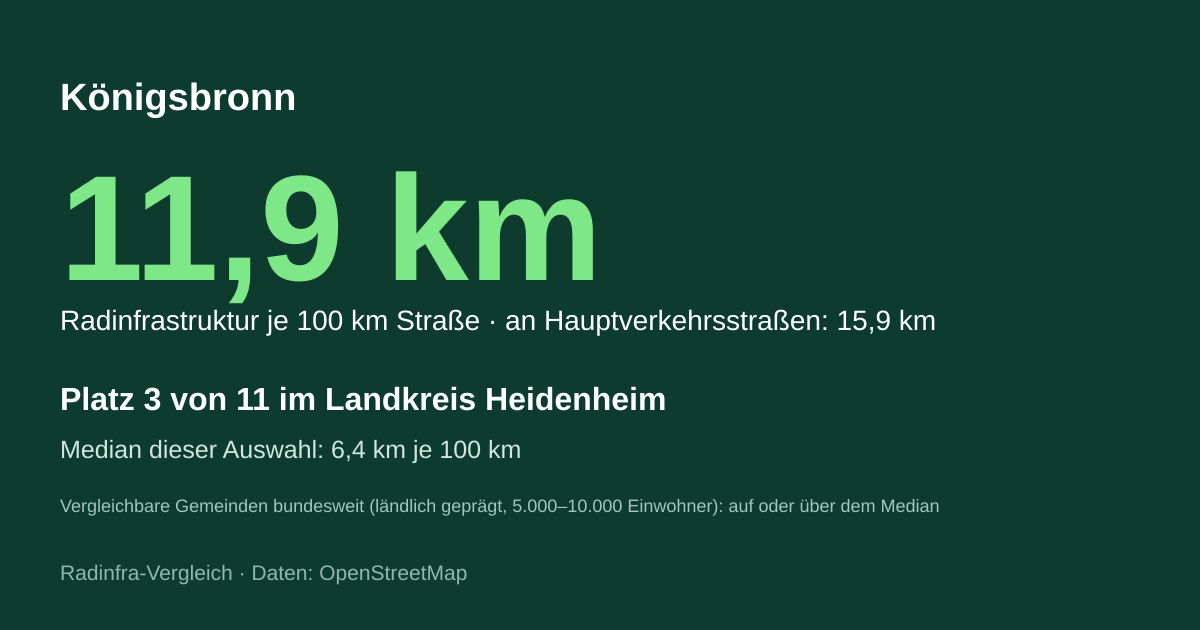 Königsbronn
11,9 km
Radinfrastruktur je 100 km Straße · an Hauptverkehrsstraßen: 15,9 km
Platz 3 von 11 im Landkreis Heidenheim
Median dieser Auswahl: 6,4 km je 100 km
Vergleichbare Gemeinden bundesweit (ländlich geprägt, 5.000–10.000 Einwohner): auf oder über dem Median
Radinfra-Vergleich · Daten: OpenStreetMap